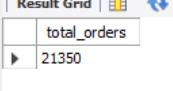 Result Grid
total_orders
21350